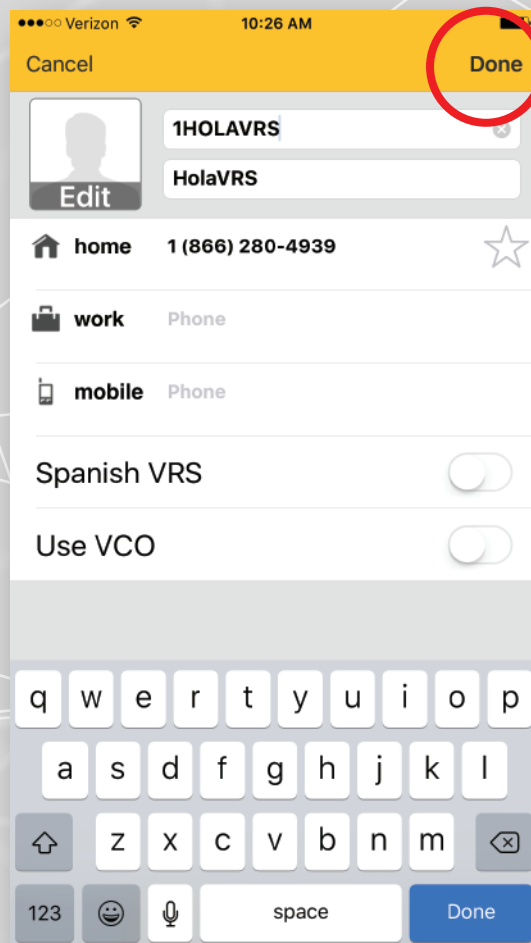 Verizon 10:26 AM
Cancel Done
1HOLAVRS
Edit
HolaVRS
home 1 (866) 280-4939
work Phone
mobile Phone
Spanish VRS
Use VCO
q w e r t y u i o p
a s d f g h j k l
z x c v b n m
123 space Done